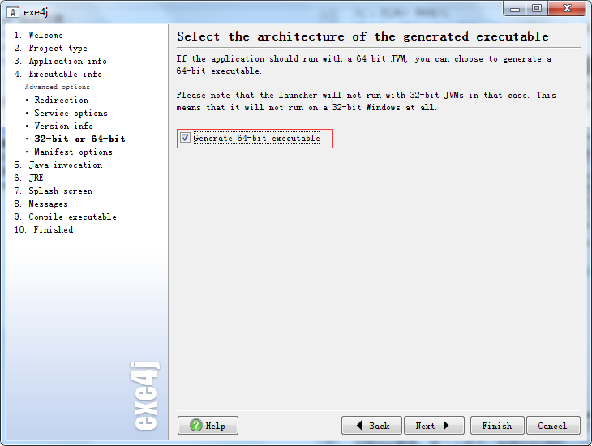 exe4j
1. Welcome
2. Project type
3. Application info
4. Executable info
Advanced options:
• Redirection
• Service options
• Version info
• 32-bit or 64-bit
• Manifest options
5. Java invocation
6. JRE
7. Splash screen
8. Messages
9. Compile executable
10. Finished
exe4j
Select the architecture of the generated executable
If the application should run with a 64 bit JVM, you can choose to generate a
64-bit executable.
Please note that the launcher will not run with 32-bit JVMs in that case. This
means that it will not run on a 32-bit Windows at all.
Generate 64-bit executable
Help
Back
Next
Finish
Cancel